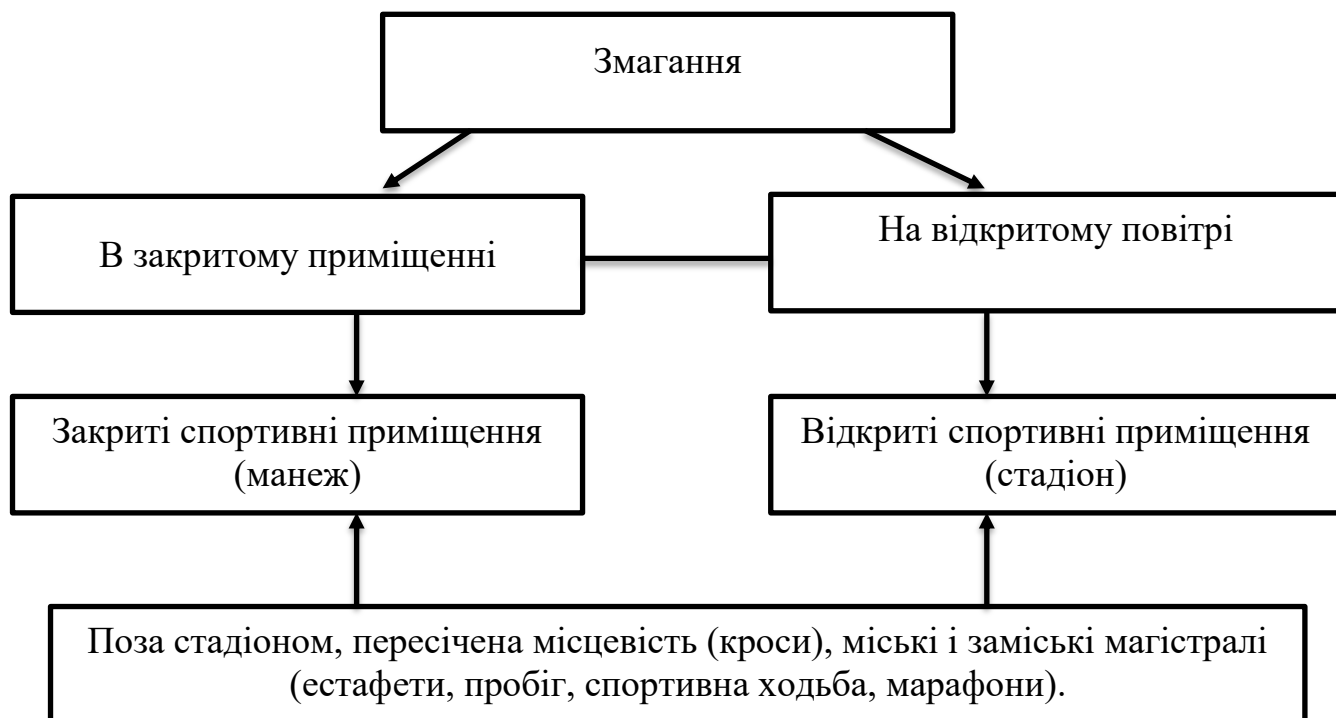 Змагання
В закритому приміщенні
На відкритому повітрі
Закриті спортивні приміщення
(манеж)
Відкриті спортивні приміщення
(стадіон)
Поза стадіоном, пересічена місцевість (кроси), міські і заміські магістралі
(естафети, пробіг, спортивна ходьба, марафони).